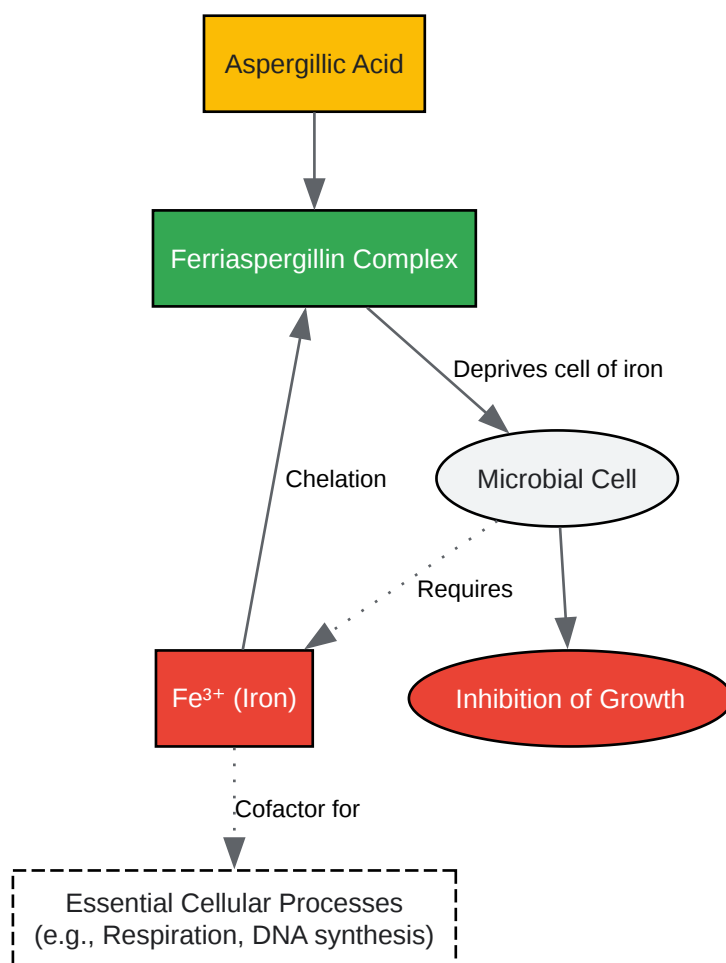 Aspergillic Acid
Ferriaspergillin Complex
Deprives cell of iron
Chelation
Microbial Cell
Requires
Fe³⁺ (Iron)
Inhibition of Growth
Cofactor for
Essential Cellular Processes
(e.g., Respiration, DNA synthesis)